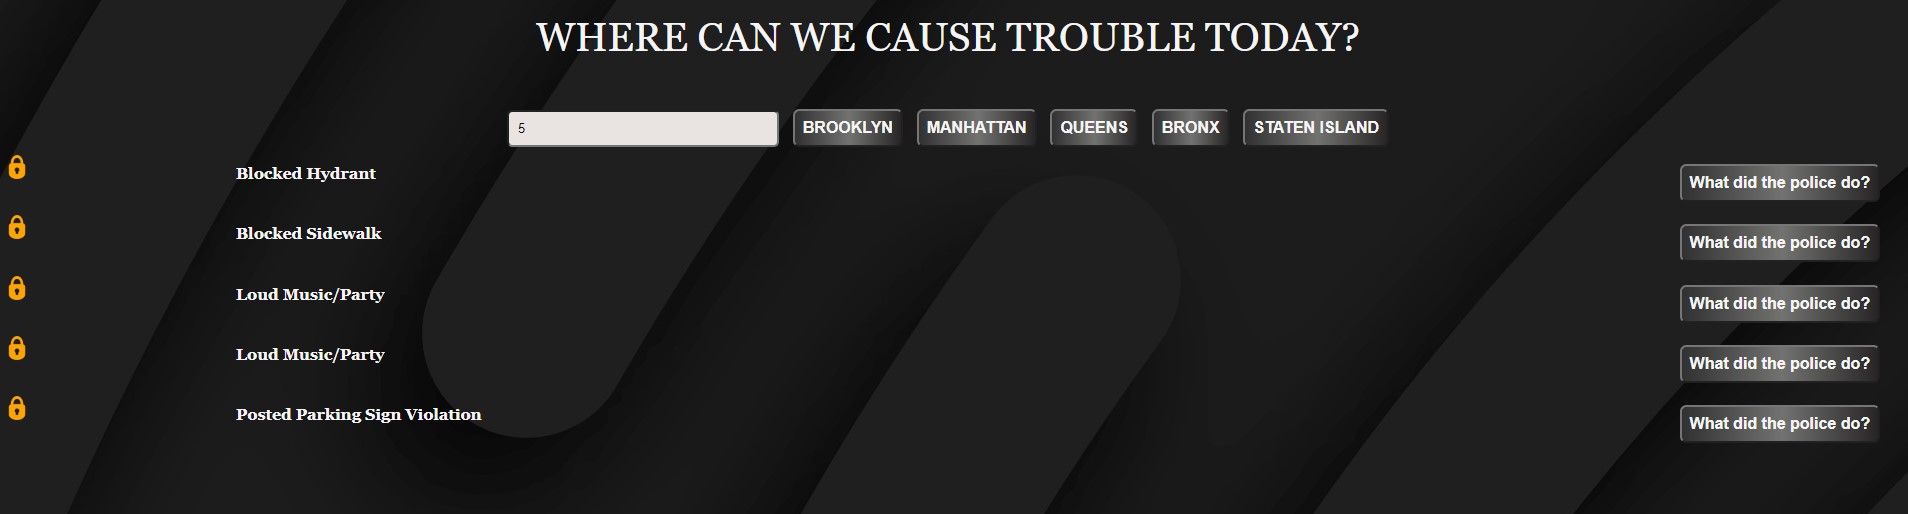 WHERE CAN WE CAUSE TROUBLE TODAY?
5 BROOKLYN MANHATTAN QUEENS BRONX STATEN ISLAND
Blocked Hydrant What did the police do?
Blocked Sidewalk What did the police do?
Loud Music/Party What did the police do?
Loud Music/Party What did the police do?
Posted Parking Sign Violation What did the police do?